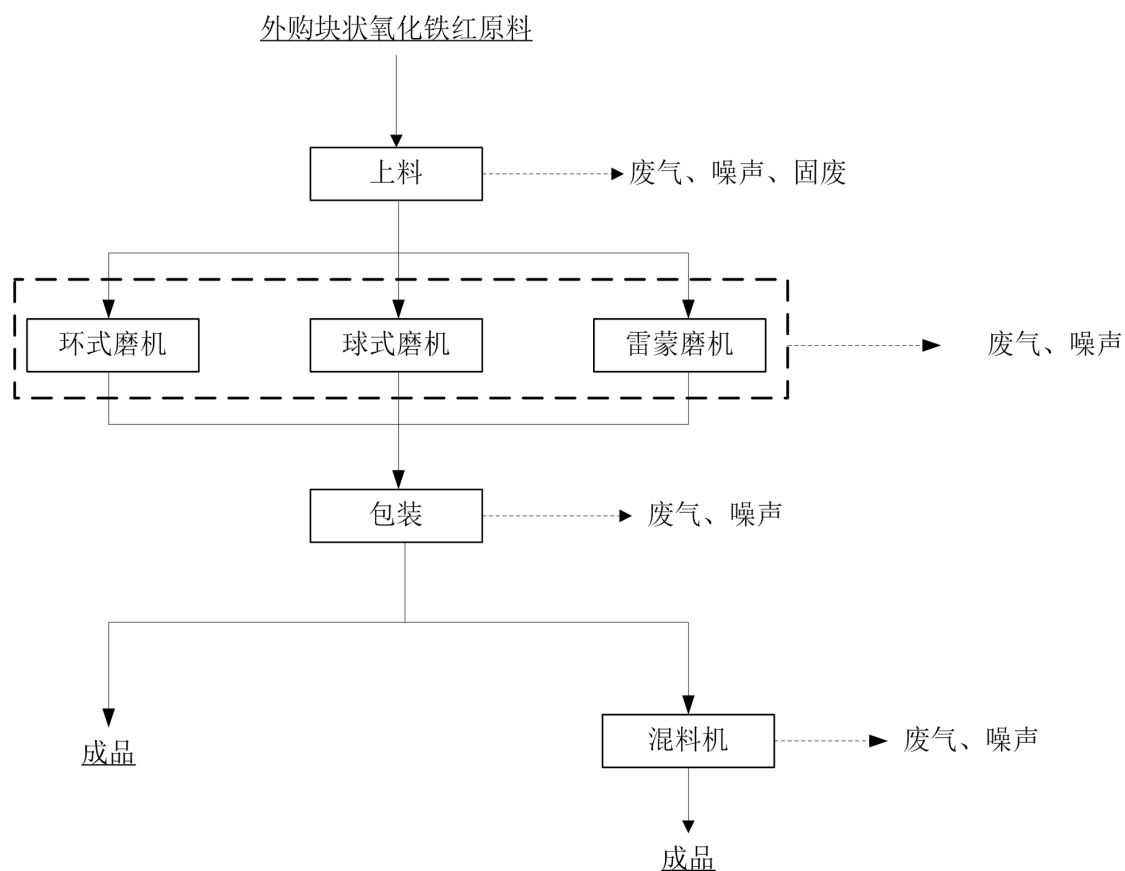 外购块状氧化铁红原料
上料
废气、噪声、固废
环式磨机
球式磨机
雷蒙磨机
废气、噪声
包装
废气、噪声
成品
混料机
废气、噪声
成品